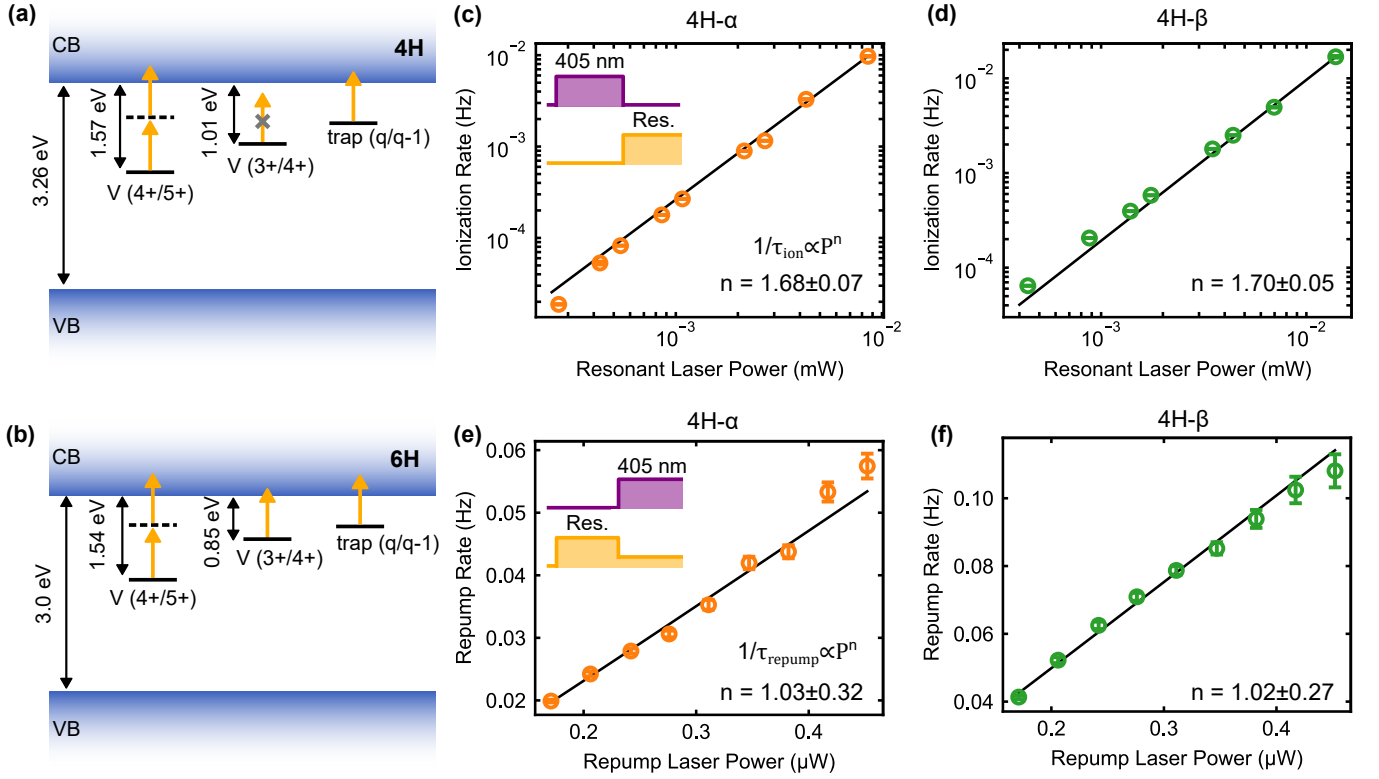 (a)
CB
4H
3.26 eV
1.57 eV
V (4+/5+)
1.01 eV
V (3+/4+)
trap (q/q-1)
VB
(b)
CB
6H
3.0 eV
1.54 eV
V (4+/5+)
0.85 eV
V (3+/4+)
trap (q/q-1)
VB
(c)
4H-α
Ionization Rate (Hz)
10⁻²
10⁻³
10⁻⁴
405 nm
Res.
1/τ_ion∝Pⁿ
n = 1.68±0.07
10⁻³
10⁻²
Resonant Laser Power (mW)
(d)
4H-β
Ionization Rate (Hz)
10⁻²
10⁻³
10⁻⁴
n = 1.70±0.05
10⁻³
10⁻²
Resonant Laser Power (mW)
(e)
4H-α
Repump Rate (Hz)
0.06
0.05
0.04
0.03
0.02
405 nm
Res.
1/τ_repump∝Pⁿ
n = 1.03±0.32
0.2
0.3
0.4
Repump Laser Power (μW)
(f)
4H-β
Repump Rate (Hz)
0.10
0.08
0.06
0.04
n = 1.02±0.27
0.2
0.3
0.4
Repump Laser Power (μW)